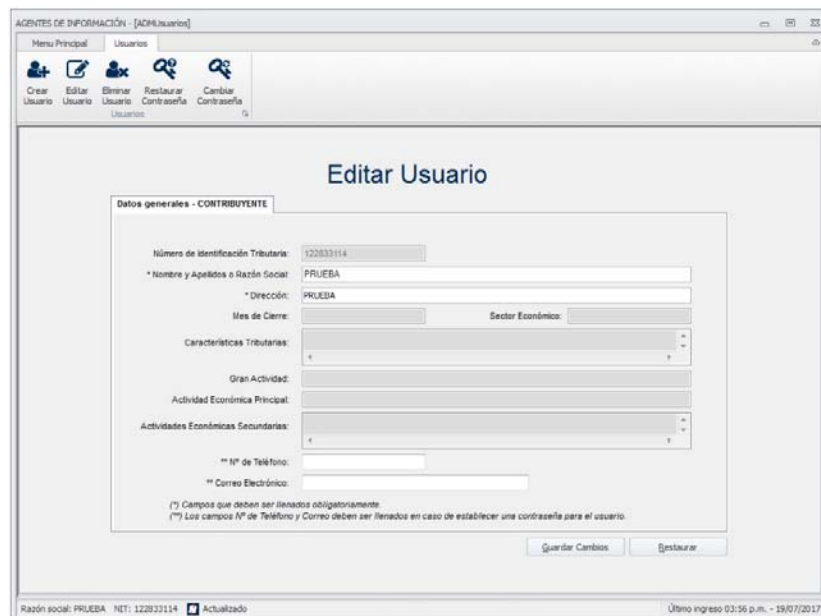 AGENTES DE INFORMACIÓN - [ADMUsuarios]
Menu Principal Usuarios
Crear Usuario Editar Usuario Eliminar Usuario Restaurar Contraseña Cambiar Contraseña
Usuarios
Editar Usuario
Datos generales - CONTRIBUYENTE
Número de Identificación Tributaria: 122833114
* Nombre y Apellidos o Razón Social: PRUEBA
* Dirección: PRUEBA
Mes de Cierre: Sector Económico:
Características Tributarias:
Gran Actividad:
Actividad Económica Principal:
Actividades Económicas Secundarias:
** Nº de Teléfono:
** Correo Electrónico:
(*) Campos que deben ser llenados obligatoriamente.
(**) Los campos Nº de Teléfono y Correo deben ser llenados en caso de establecer una contraseña para el usuario.
Guardar Cambios Restaurar
Razón social: PRUEBA NIT: 122833114 Actualizado Último ingreso 03:56 p.m. - 19/07/2017